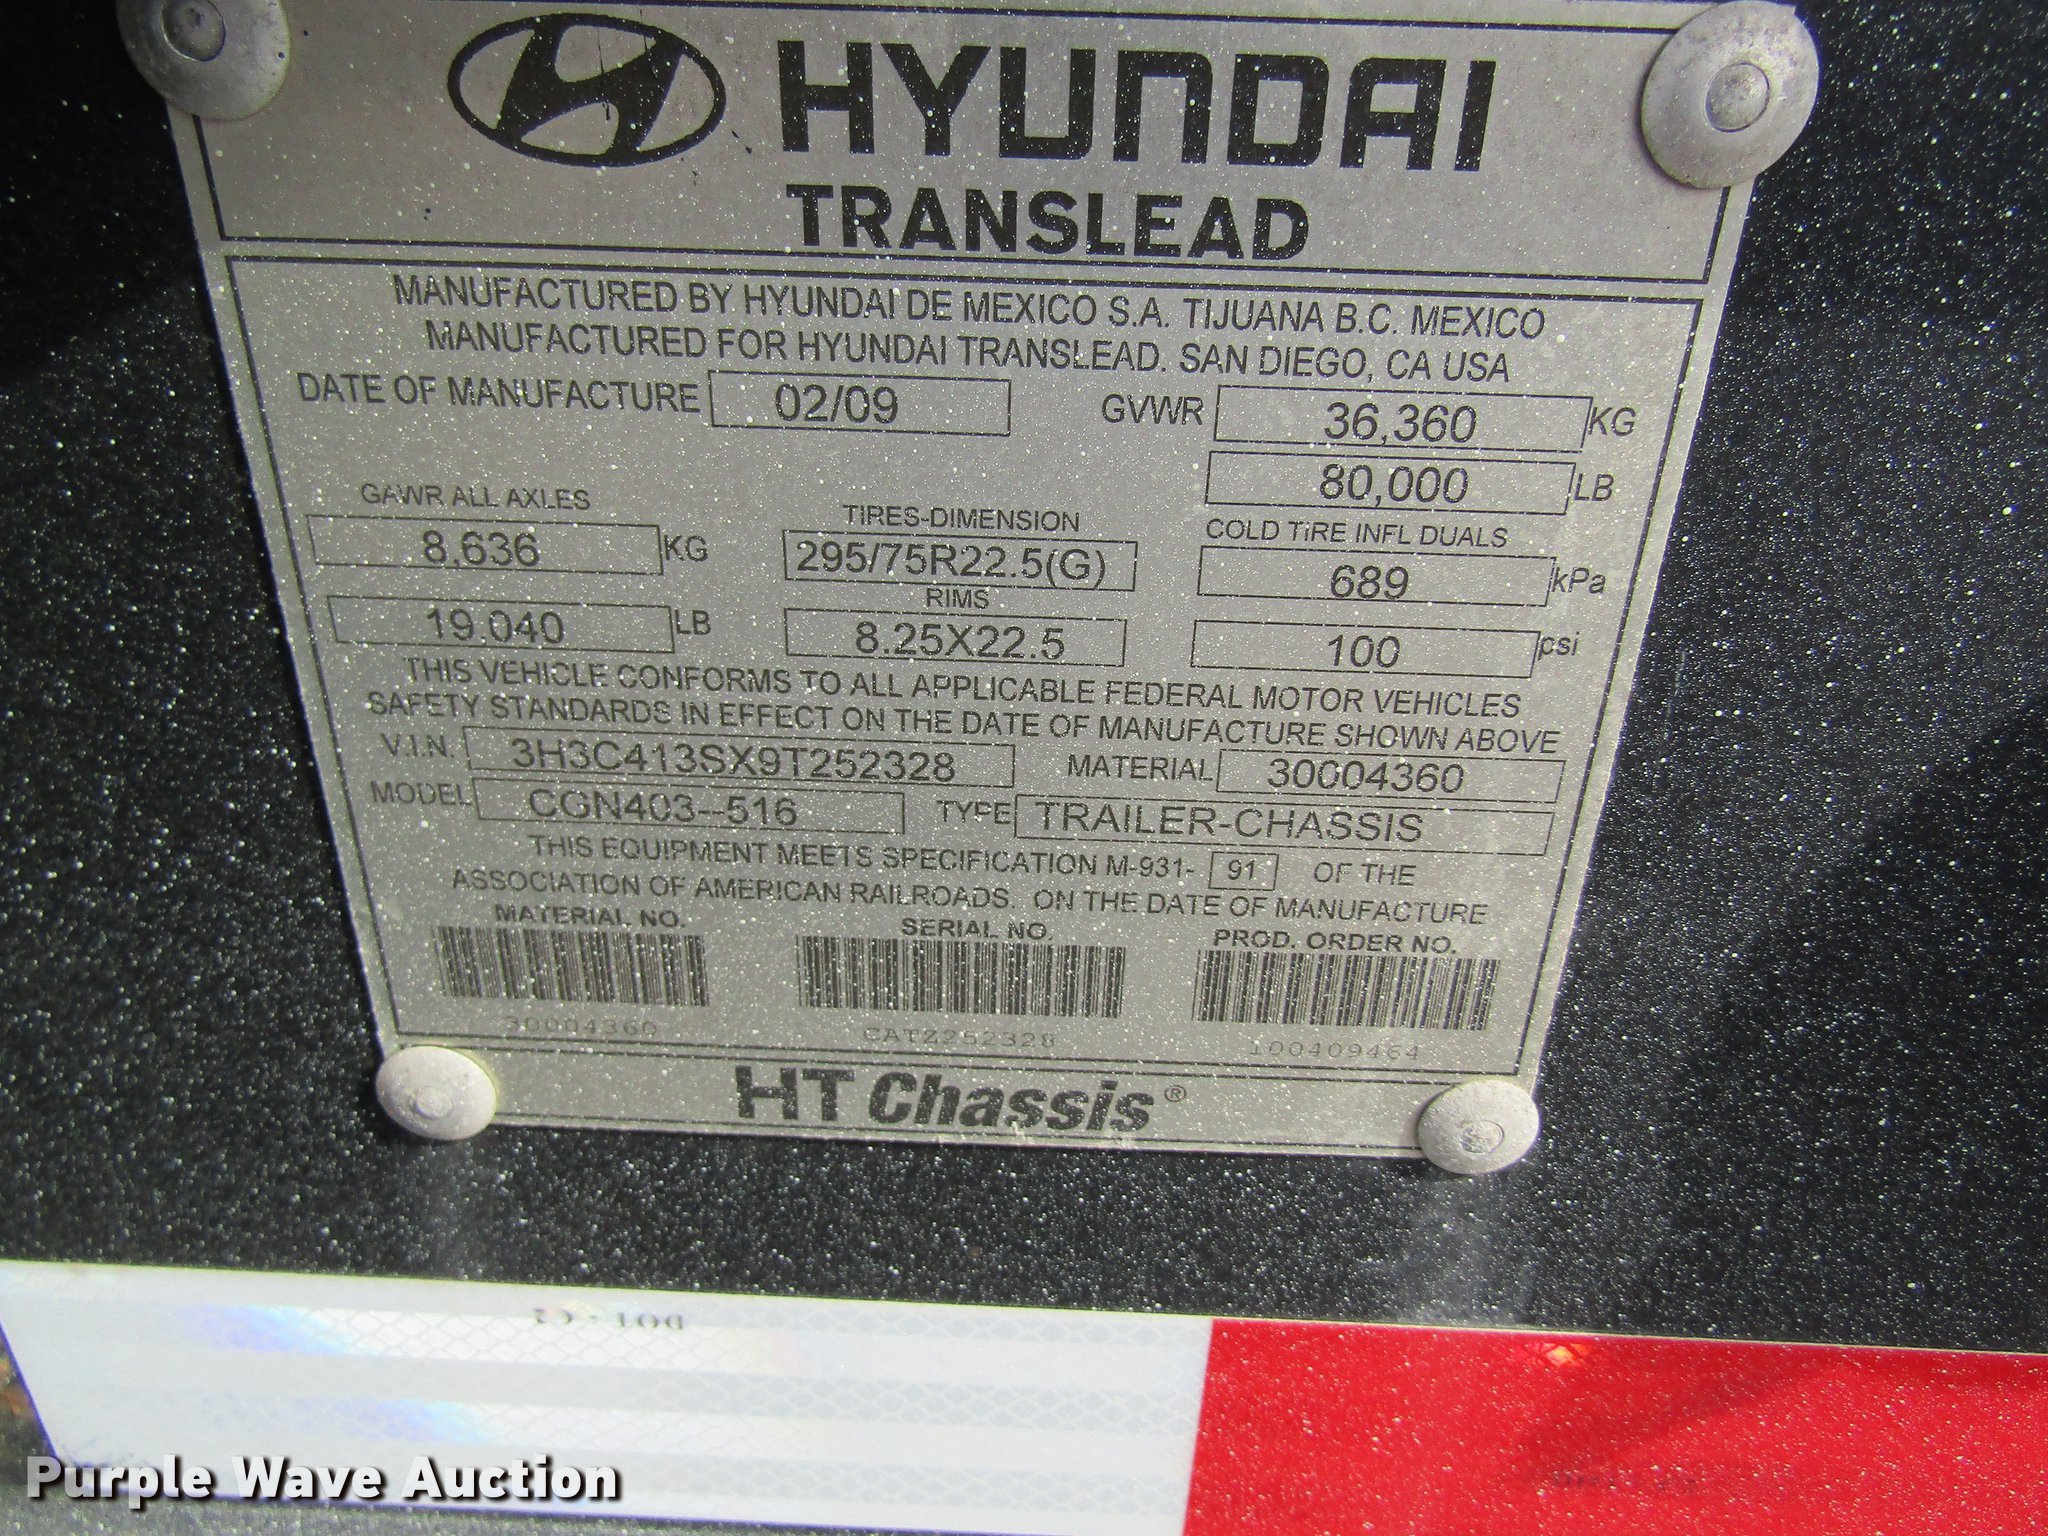 HYUNDAI
TRANSLEAD
MANUFACTURED BY HYUNDAI DE MEXICO S.A. TIJUANA B.C. MEXICO
MANUFACTURED FOR HYUNDAI TRANSLEAD. SAN DIEGO, CA USA
DATE OF MANUFACTURE 02/09 GVWR 36,360 KG
80,000 LB
GAWR ALL AXLES TIRES-DIMENSION COLD TIRE INFL DUALS
8,636 KG 295/75R22.5(G) 689 kPa
RIMS
19,040 LB 8.25X22.5 100 psi
THIS VEHICLE CONFORMS TO ALL APPLICABLE FEDERAL MOTOR VEHICLES
SAFETY STANDARDS IN EFFECT ON THE DATE OF MANUFACTURE SHOWN ABOVE
V.I.N. 3H3C413SX9T252328 MATERIAL 30004360
MODEL CGN403--516 TYPE TRAILER-CHASSIS
THIS EQUIPMENT MEETS SPECIFICATION M-931- 91 OF THE
ASSOCIATION OF AMERICAN RAILROADS. ON THE DATE OF MANUFACTURE
MATERIAL NO. SERIAL NO. PROD. ORDER NO.
30004360 CATZ252328 100409464
HT Chassis®
DOT-C2
Purple Wave Auction